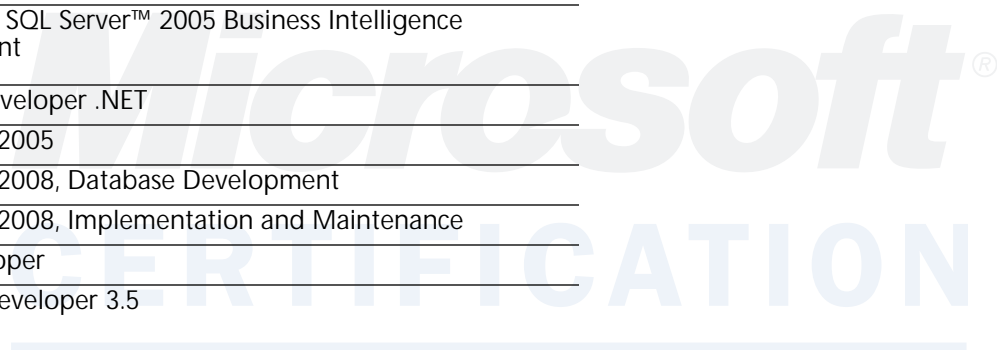 SQL Server™ 2005 Business Intelligence
nt
veloper .NET
2005
2008, Database Development
2008, Implementation and Maintenance
pper
eveloper 3.5
Microsoft®
CERTIFICATION